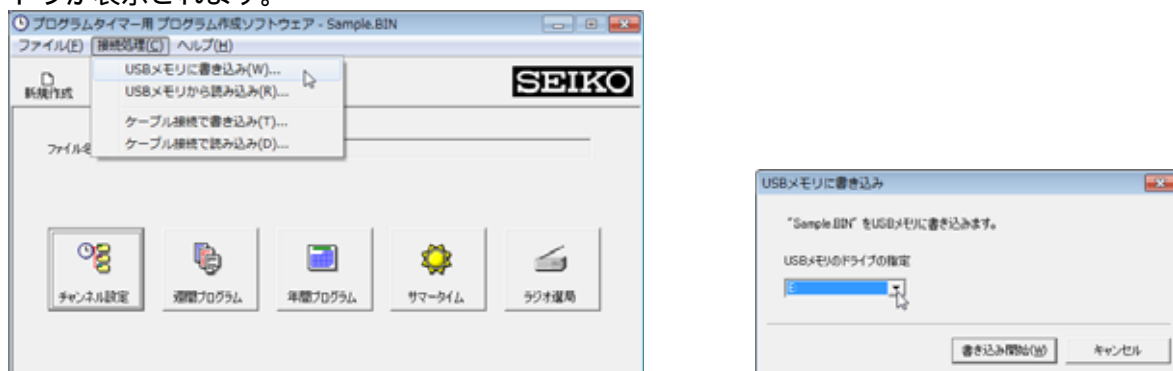 ドウが表示されます。
プログラムタイマー用 プログラム作成ソフトウェア - Sample.BIN
ファイル(F) 接続処理(C) ヘルプ(H)
USBメモリに書き込み(W)...
USBメモリから読み込み(R)...
ケーブル接続で書き込み(T)...
ケーブル接続で読み込み(D)...
新規作成
SEIKO
ファイル名
チャンネル設定 週間プログラム 年間プログラム サマータイム ラジオ選局
USBメモリに書き込み
"Sample.BIN" をUSBメモリに書き込みます。
USBメモリのドライブの指定
E:
書き込み開始(W) キャンセル